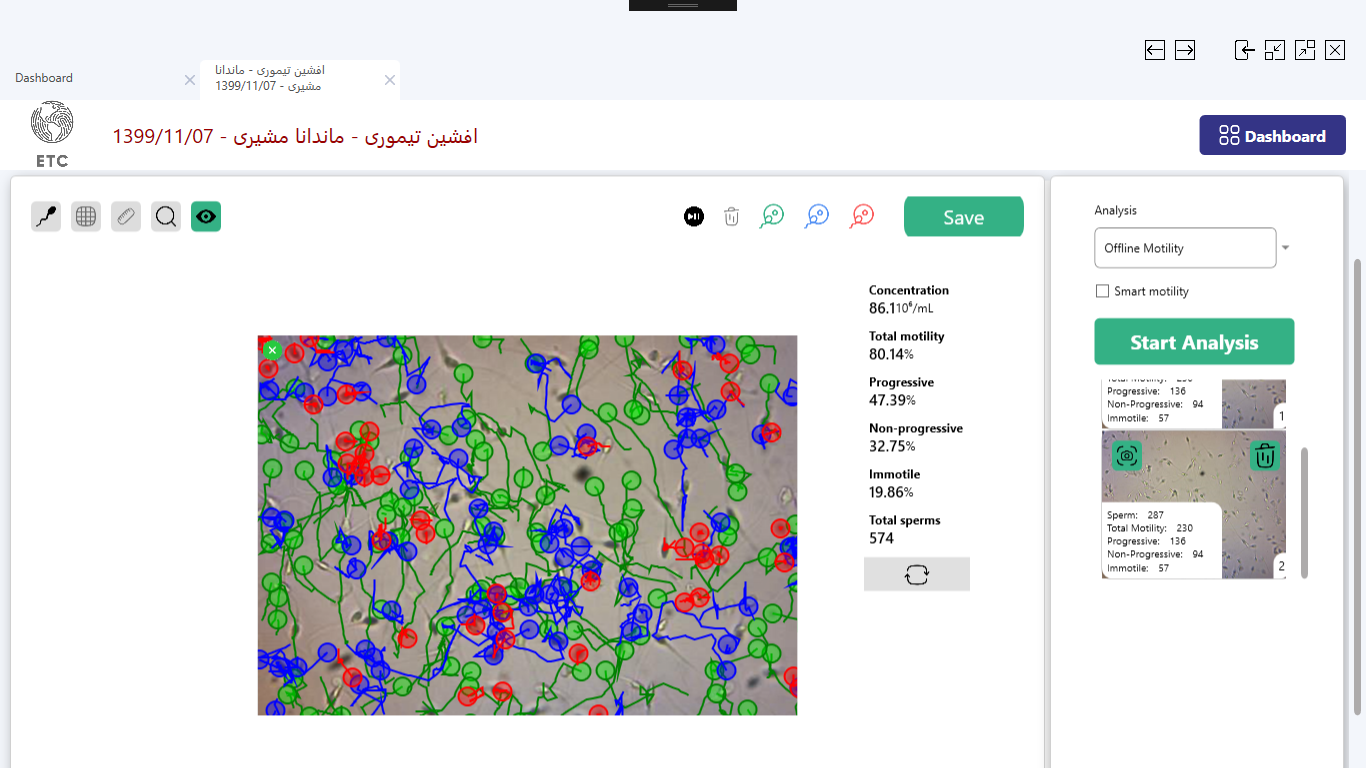 Dashboard
افشین تیموری - ماندانا
مشیری - 1399/11/07
ETC
افشین تیموری - ماندانا مشیری - 1399/11/07
Dashboard
Save
Concentration
86.110⁶/mL
Total motility
80.14%
Progressive
47.39%
Non-progressive
32.75%
Immotile
19.86%
Total sperms
574
Analysis
Offline Motility
Smart motility
Start Analysis
Total Motility: 230
Progressive: 136
Non-Progressive: 94
Immotile: 57
1
Sperm: 287
Total Motility: 230
Progressive: 136
Non-Progressive: 94
Immotile: 57
2